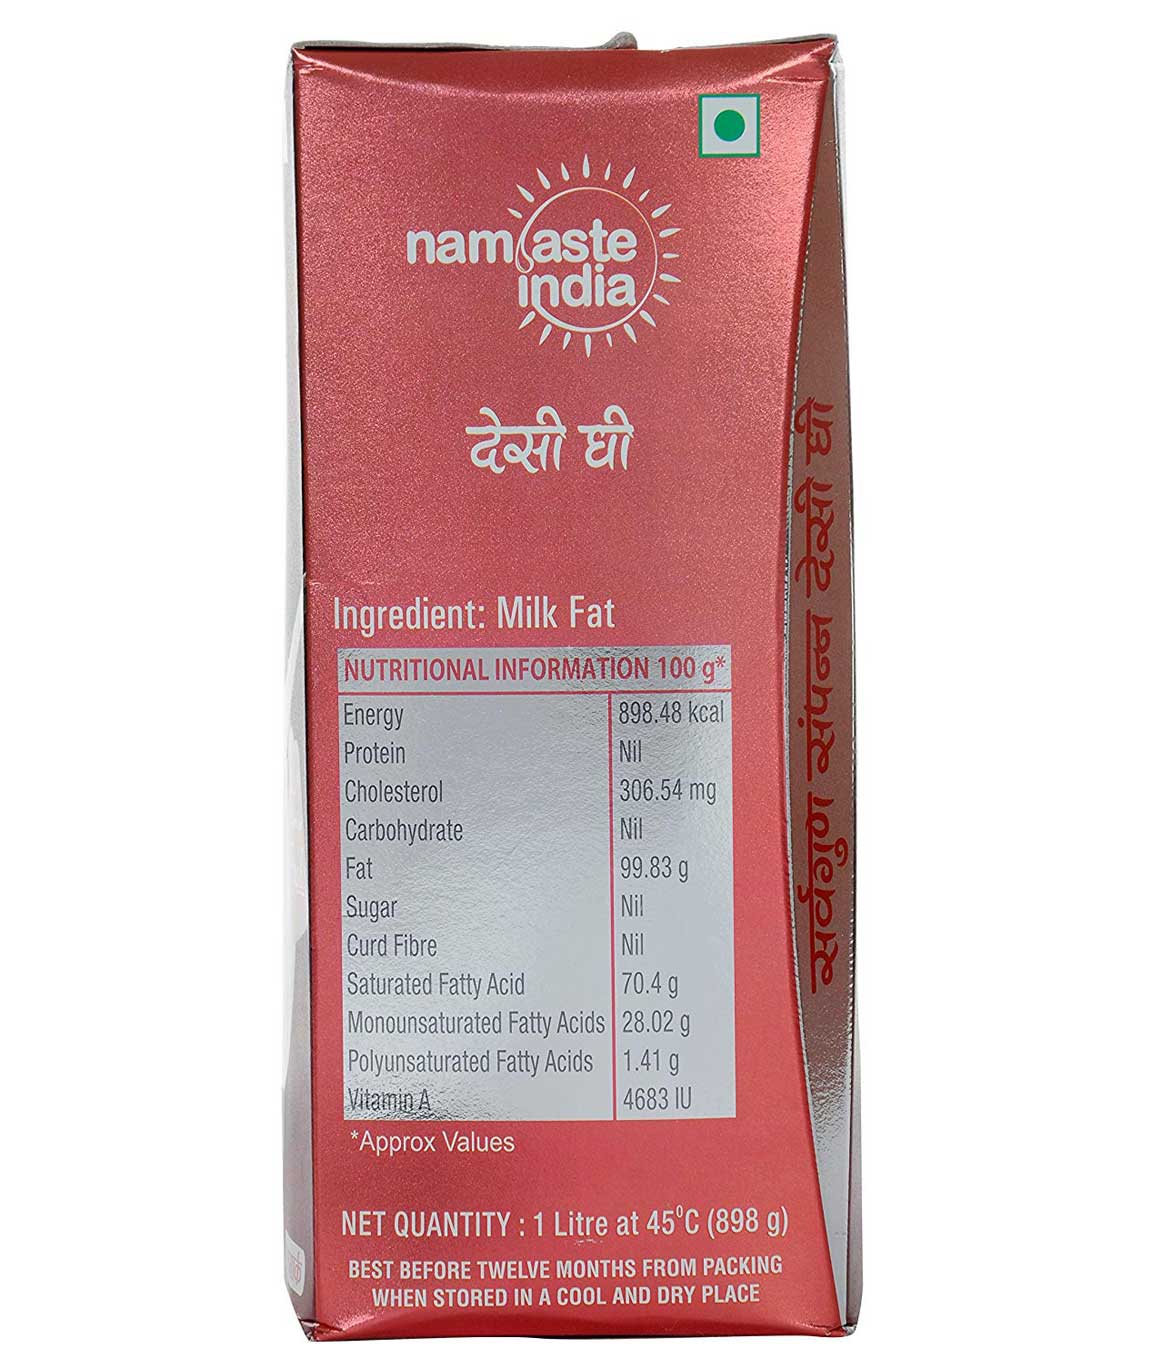 namaste
india
देसी घी
सर्वगुण संपन्न देसी घी
Ingredient: Milk Fat
NUTRITIONAL INFORMATION 100 g*
Energy 898.48 kcal
Protein Nil
Cholesterol 306.54 mg
Carbohydrate Nil
Fat 99.83 g
Sugar Nil
Curd Fibre Nil
Saturated Fatty Acid 70.4 g
Monounsaturated Fatty Acids 28.02 g
Polyunsaturated Fatty Acids 1.41 g
Vitamin A 4683 IU
*Approx Values
NET QUANTITY : 1 Litre at 45⁰C (898 g)
BEST BEFORE TWELVE MONTHS FROM PACKING
WHEN STORED IN A COOL AND DRY PLACE